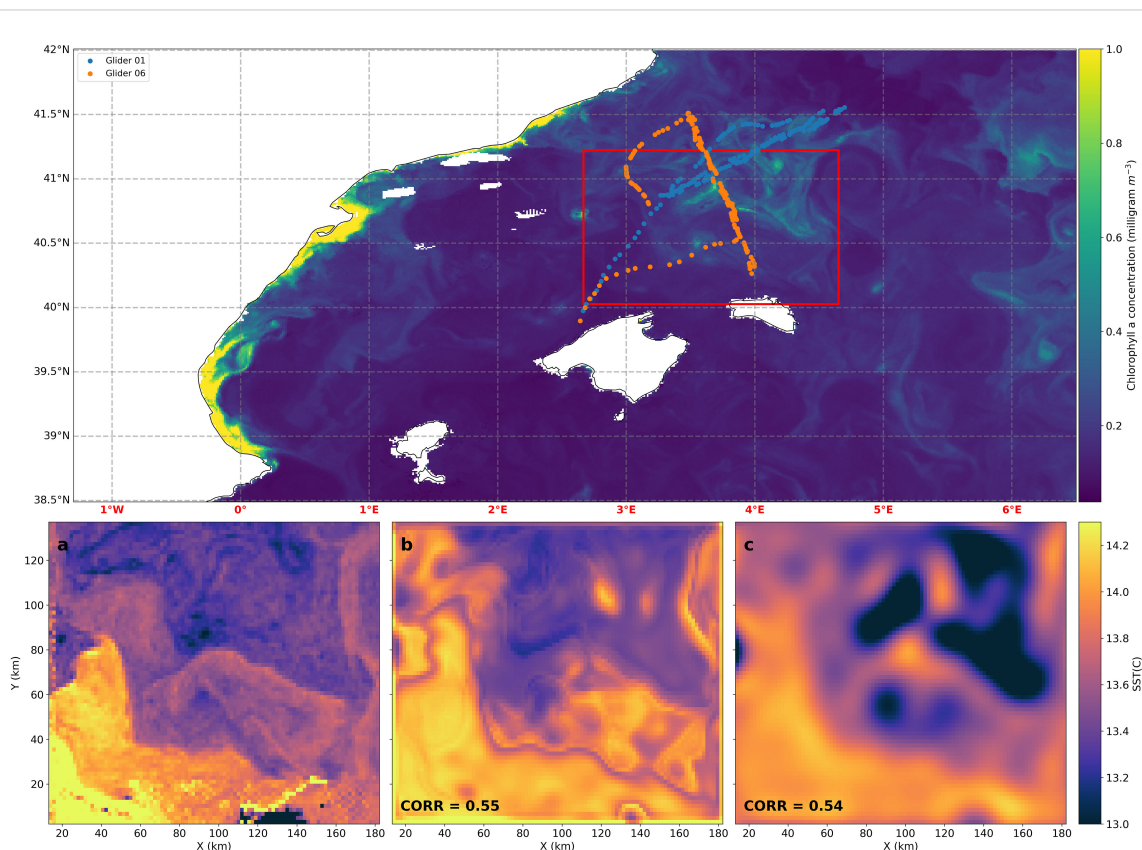 42°N
Glider 01
Glider 06
41.5°N
41°N
40.5°N
40°N
39.5°N
39°N
38.5°N
1°W 0° 1°E 2°E 3°E 4°E 5°E 6°E
1.0
0.8
0.6
0.4
0.2
Chlorophyll a concentration (milligram m⁻³)
a
120
100
80
60
40
20
Y (km)
20 40 60 80 100 120 140 160 180
X (km)
b
CORR = 0.55
20 40 60 80 100 120 140 160 180
X (km)
c
CORR = 0.54
20 40 60 80 100 120 140 160 180
X (km)
14.2
14.0
13.8
13.6
13.4
13.2
13.0
SST(C)